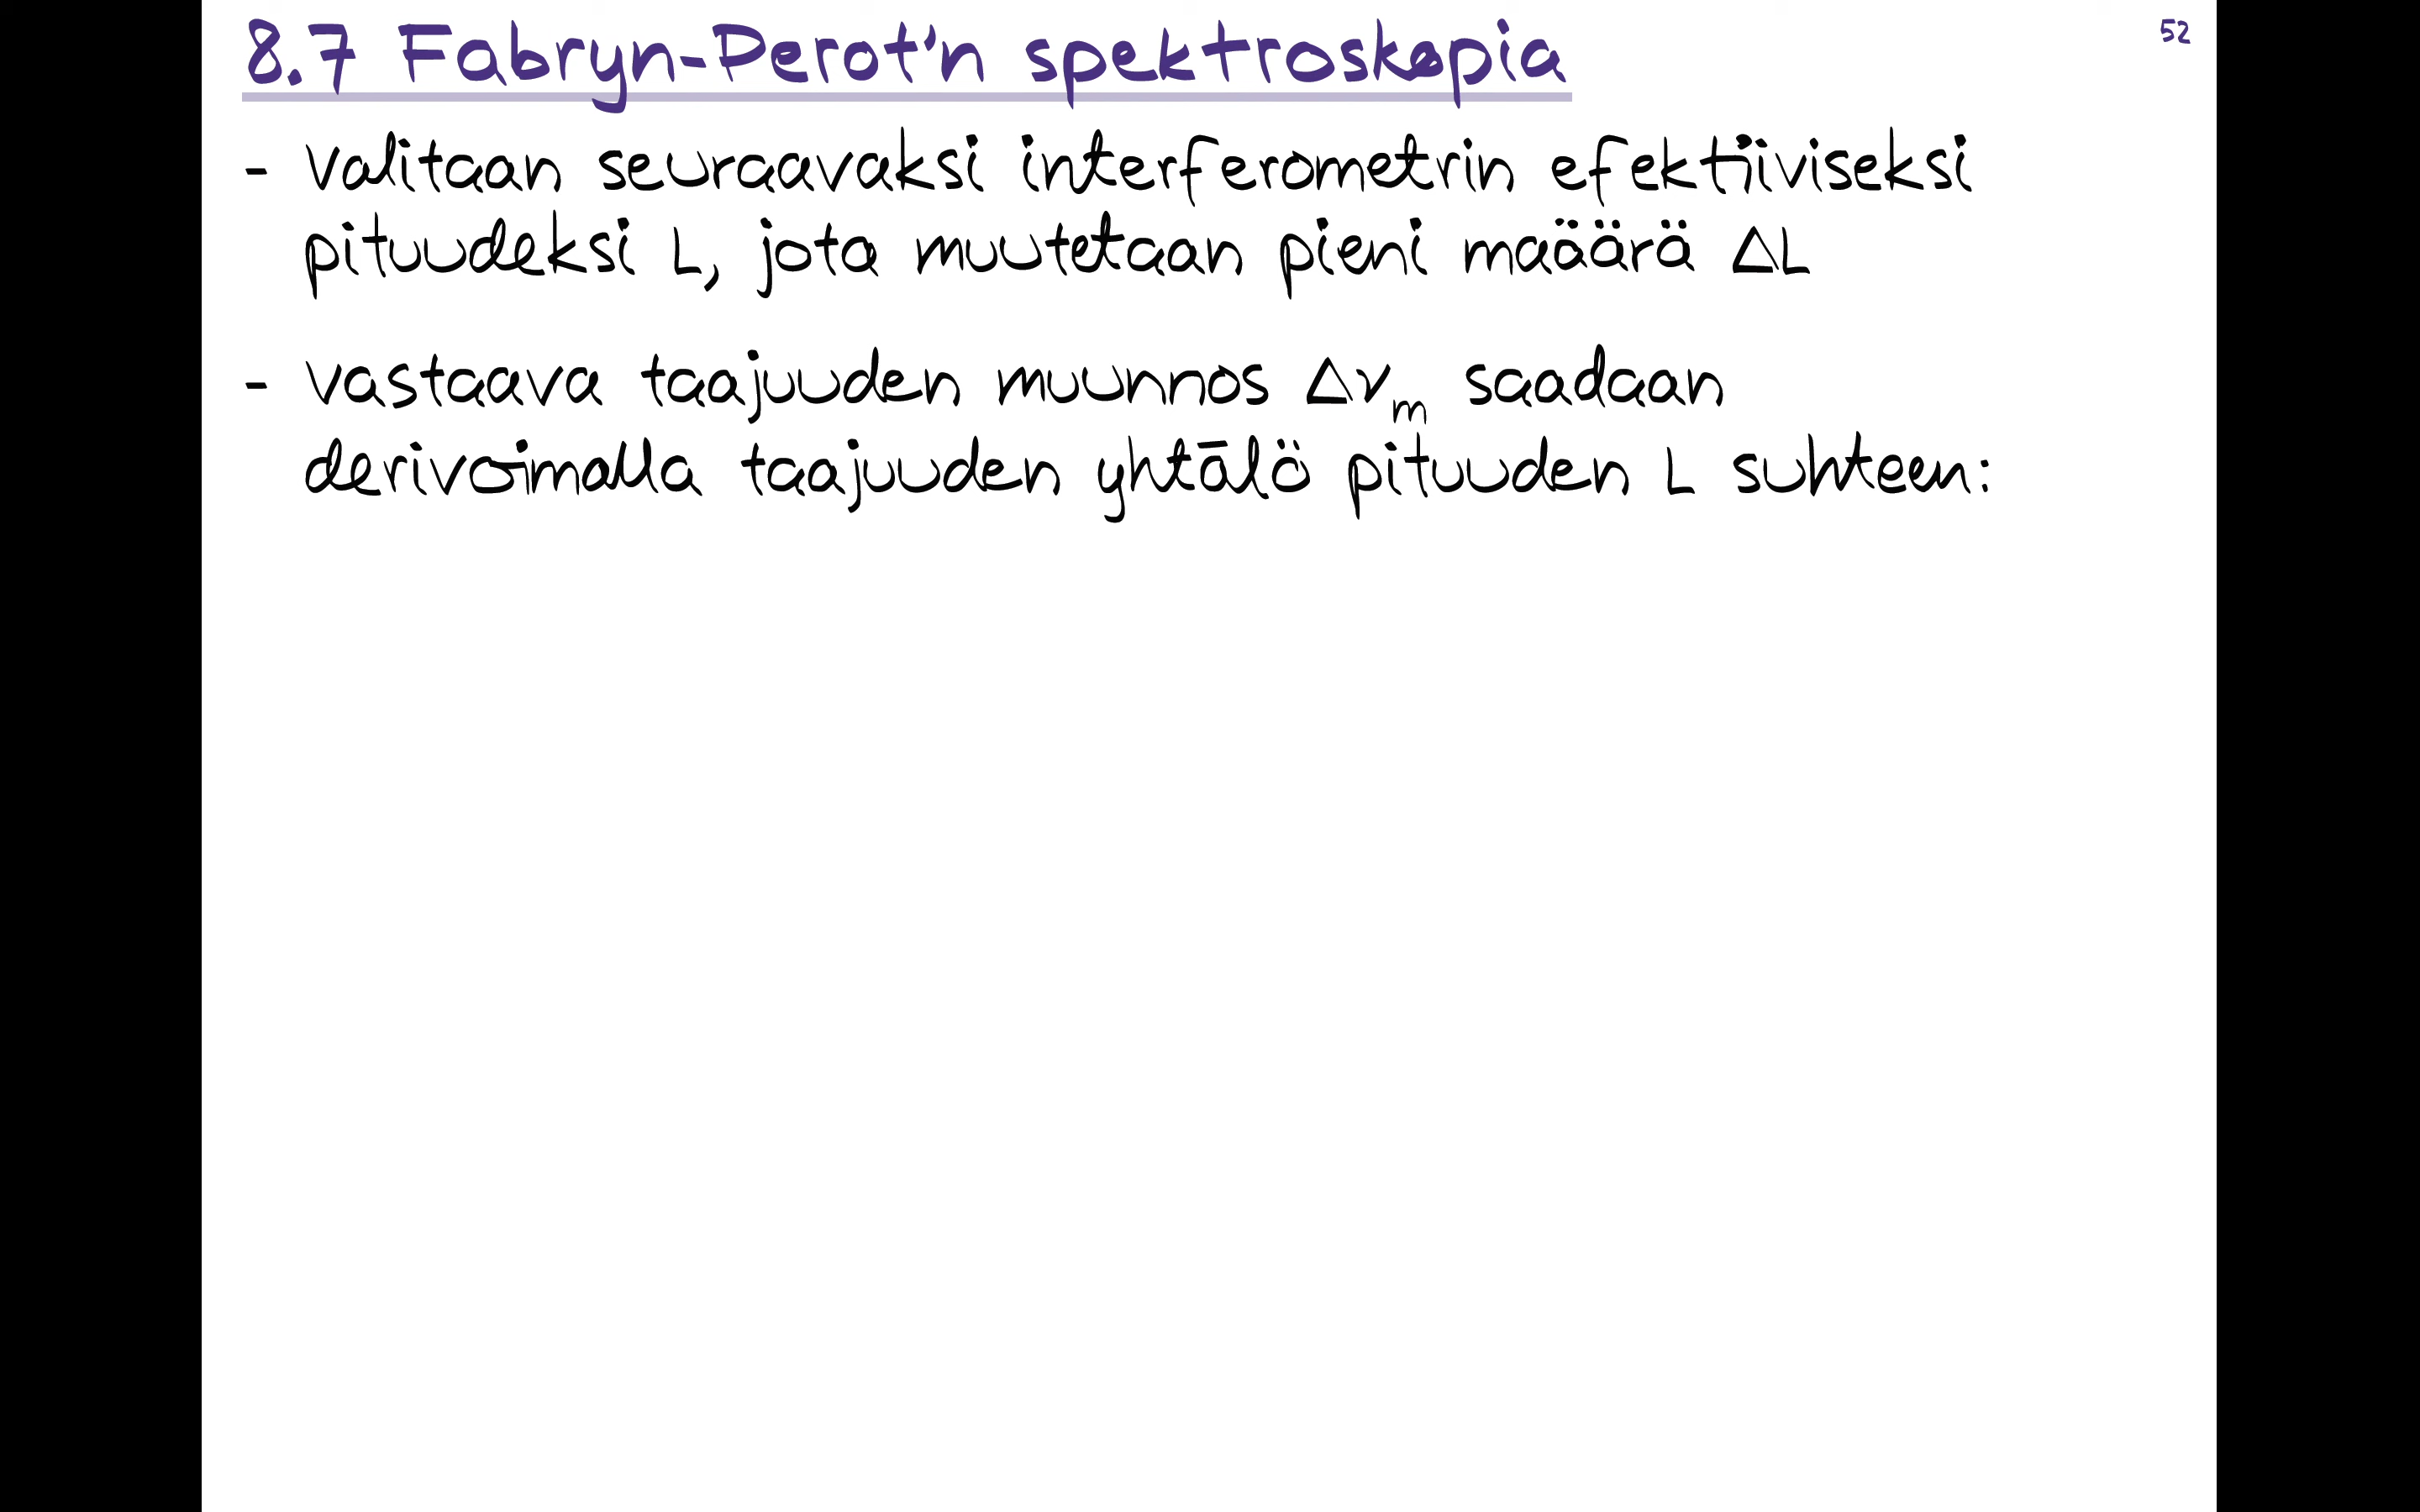 8.7 Fabryn-Perot'n spektroskopia
52
- Valitaan seuraavaksi interferometrin efektiiviseksi
pituudeksi L, jota muutetaan pieni määrä ΔL
- vastaava taajuuden muunnos Δνm saadaan
derivoimalla taajuuden yhtälö pituuden L suhteen: